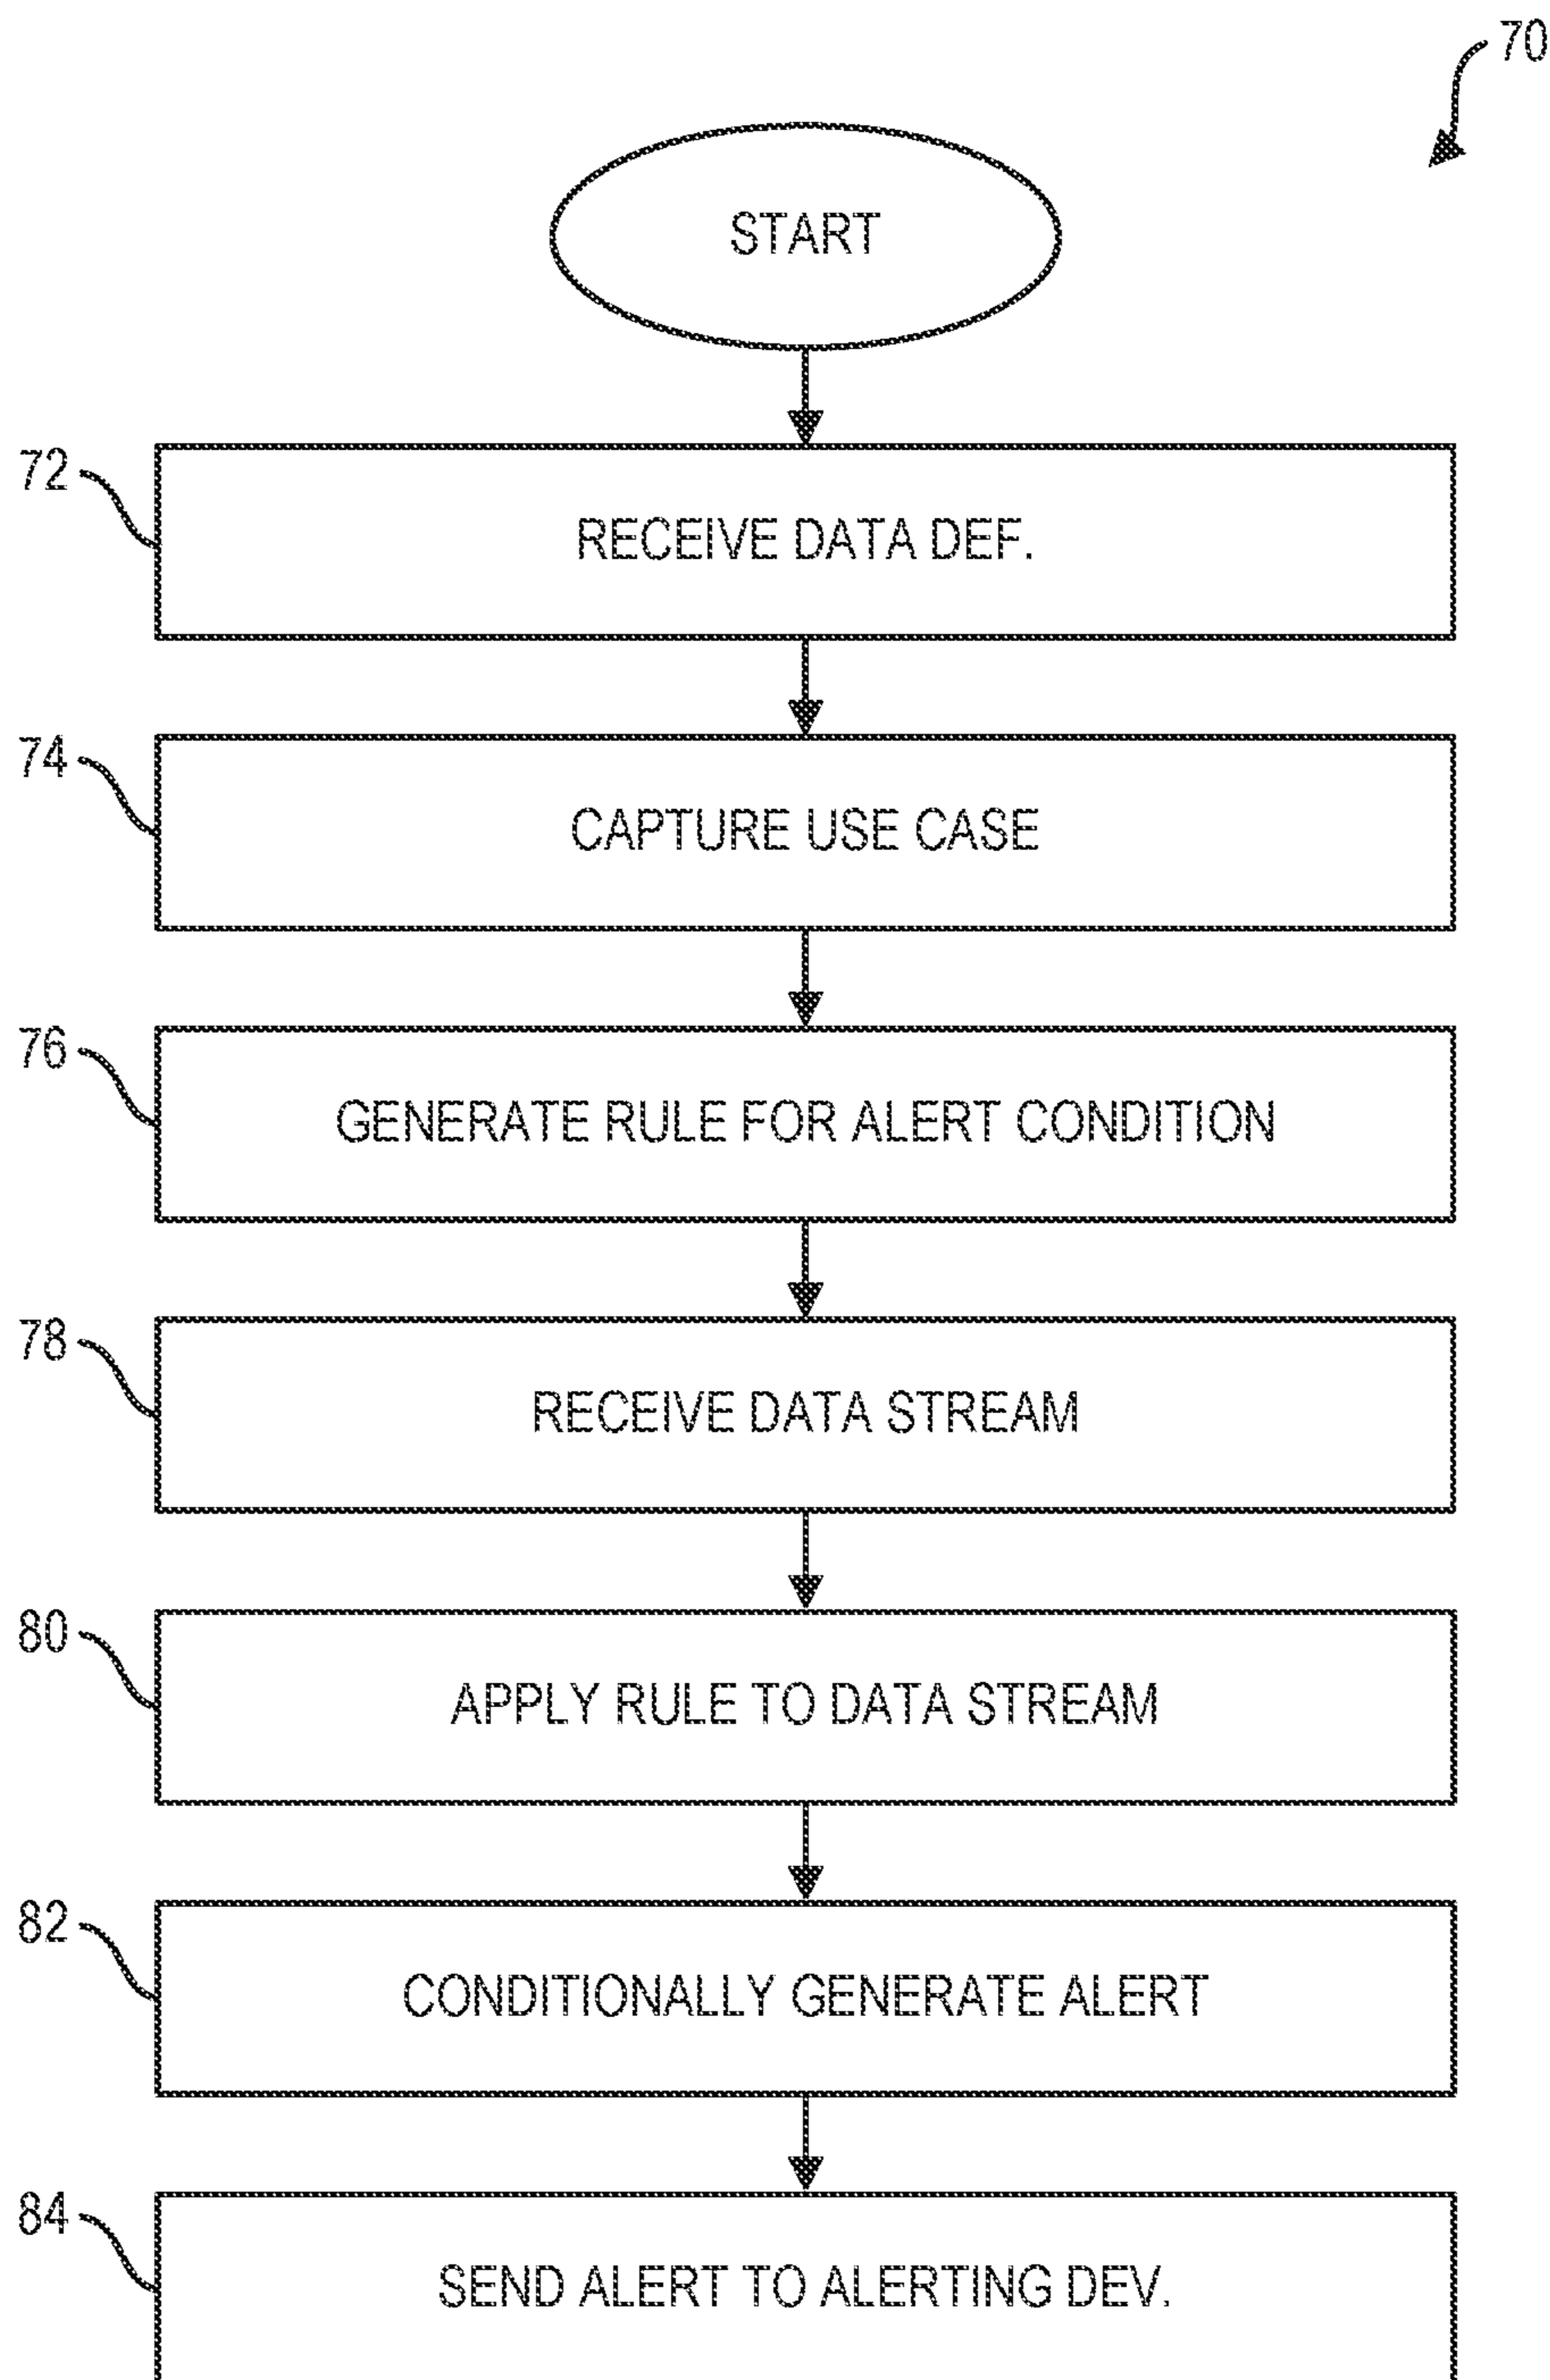 70
START
72
RECEIVE DATA DEF.
74
CAPTURE USE CASE
76
GENERATE RULE FOR ALERT CONDITION
78
RECEIVE DATA STREAM
80
APPLY RULE TO DATA STREAM
82
CONDITIONALLY GENERATE ALERT
84
SEND ALERT TO ALERTING DEV.